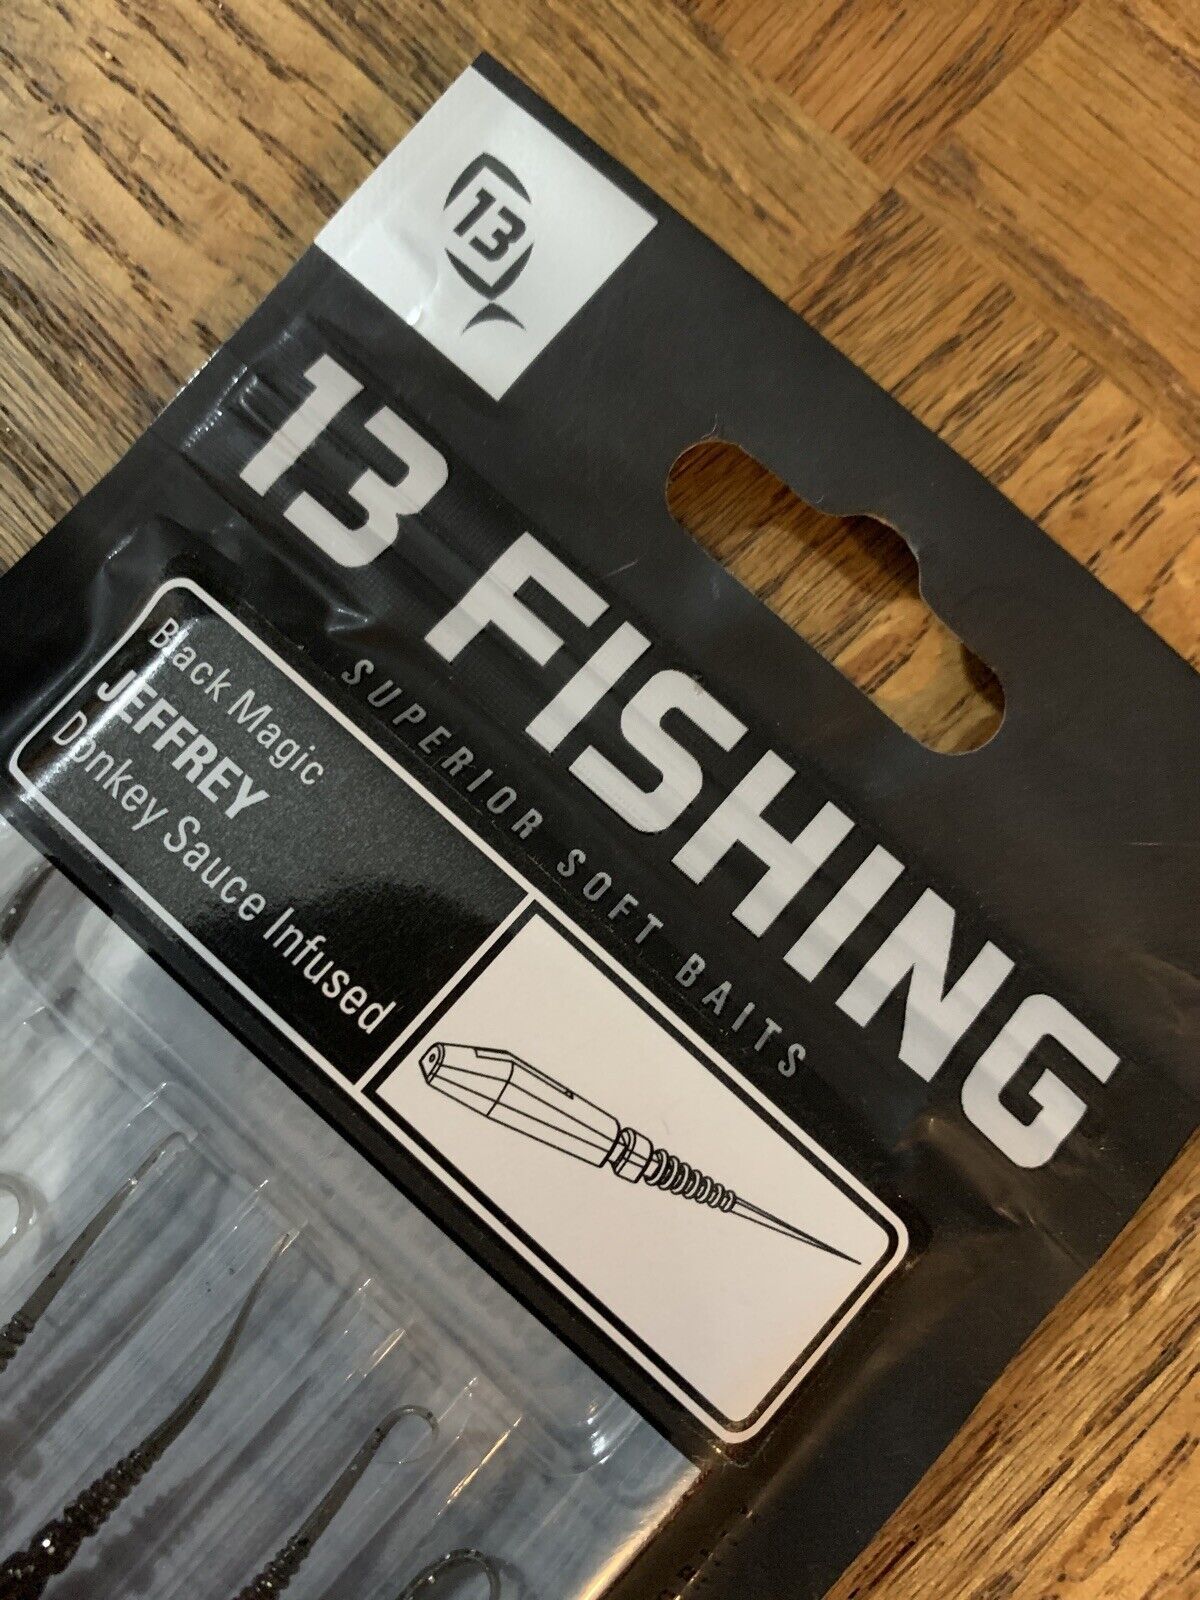 13
13 FISHING
SUPERIOR SOFT BAITS
Black Magic
JEFFREY
Donkey Sauce Infused